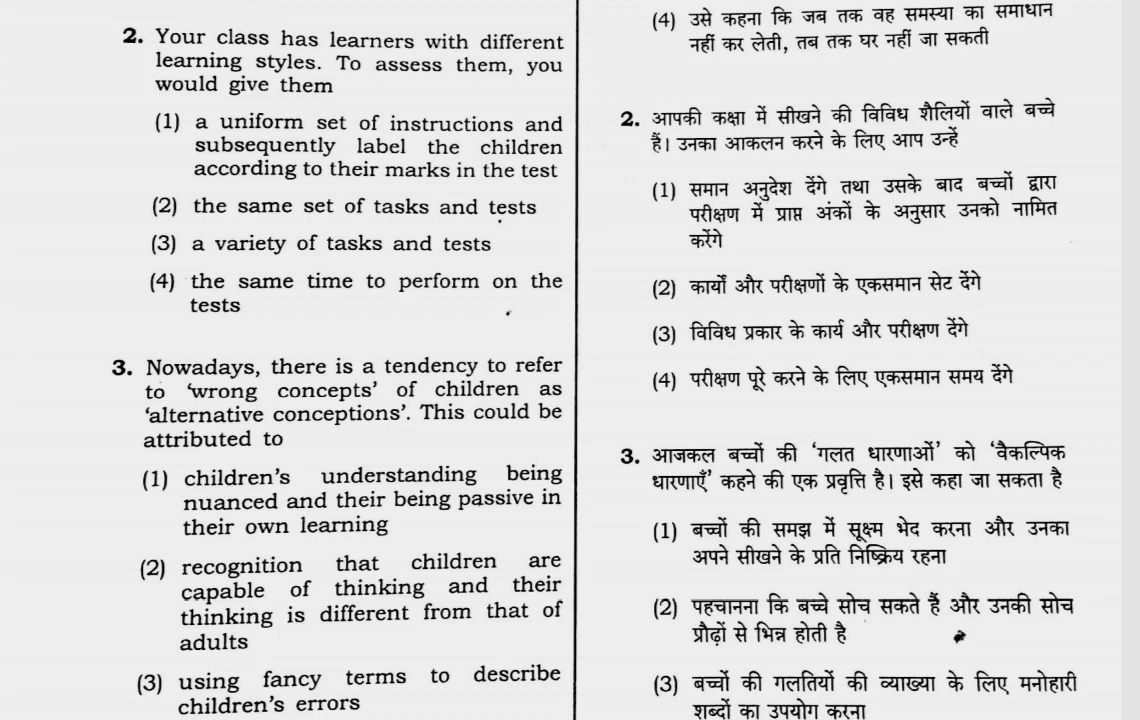 2. Your class has learners with different
learning styles. To assess them, you
would give them
(1) a uniform set of instructions and
subsequently label the children
according to their marks in the test
(2) the same set of tasks and tests
(3) a variety of tasks and tests
(4) the same time to perform on the
tests
3. Nowadays, there is a tendency to refer
to ‘wrong concepts’ of children as
‘alternative conceptions’. This could be
attributed to
(1) children’s understanding being
nuanced and their being passive in
their own learning
(2) recognition that children are
capable of thinking and their
thinking is different from that of
adults
(3) using fancy terms to describe
children’s errors
(4) उसे कहना कि जब तक वह समस्या का समाधान
नहीं कर लेती, तब तक घर नहीं जा सकती
2. आपकी कक्षा में सीखने की विविध शैलियों वाले बच्चे
हैं। उनका आकलन करने के लिए आप उन्हें
(1) समान अनुदेश देंगे तथा उसके बाद बच्चों द्वारा
परीक्षण में प्राप्त अंकों के अनुसार उनको नामित
करेंगे
(2) कार्यों और परीक्षणों के एकसमान सेट देंगे
(3) विविध प्रकार के कार्य और परीक्षण देंगे
(4) परीक्षण पूरे करने के लिए एकसमान समय देंगे
3. आजकल बच्चों की ‘गलत धारणाओं’ को ‘वैकल्पिक
धारणाएँ’ कहने की एक प्रवृत्ति है। इसे कहा जा सकता है
(1) बच्चों की समझ में सूक्ष्म भेद करना और उनका
अपने सीखने के प्रति निष्क्रिय रहना
(2) पहचानना कि बच्चे सोच सकते हैं और उनकी सोच
प्रौढ़ों से भिन्न होती है
(3) बच्चों की गलतियों की व्याख्या के लिए मनोहारी
शब्दों का उपयोग करना